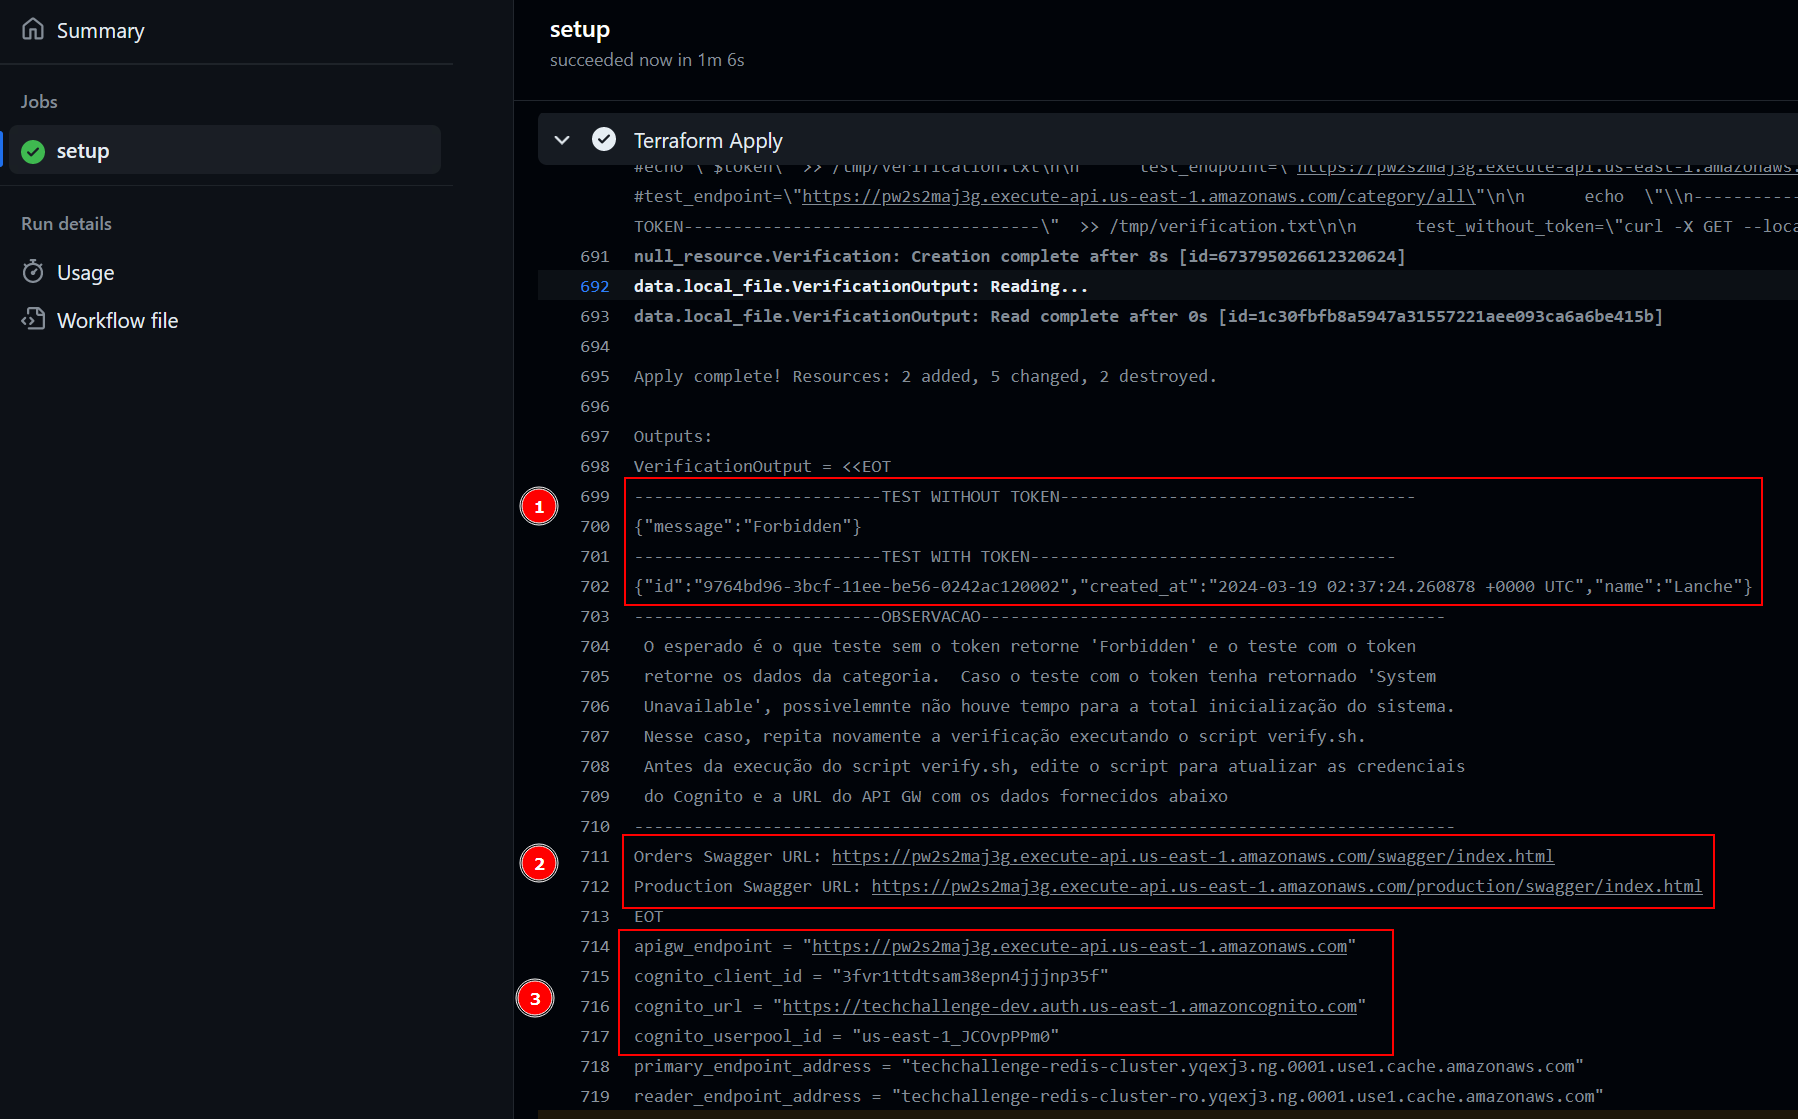 Summary
Jobs
setup
Run details
Usage
Workflow file
setup
succeeded now in 1m 6s
Terraform Apply
#echo \"$token\" >> /tmp/verification.txt\n\n      test_endpoint=\"https://pw2s2maj3g.execute-api.us-east-1.amazonaws.
#test_endpoint=\"https://pw2s2maj3g.execute-api.us-east-1.amazonaws.com/category/all\"\n\n      echo  \"\\n-----------
TOKEN------------------------------------\"  >> /tmp/verification.txt\n\n      test_without_token=\"curl -X GET --loca
691 null_resource.Verification: Creation complete after 8s [id=673795026612320624]
692 data.local_file.VerificationOutput: Reading...
693 data.local_file.VerificationOutput: Read complete after 0s [id=1c30fbfb8a5947a31557221aee093ca6a6be415b]
694
695 Apply complete! Resources: 2 added, 5 changed, 2 destroyed.
696
697 Outputs:
698 VerificationOutput = <<EOT
1
699 -------------------------TEST WITHOUT TOKEN------------------------------------
700 {"message":"Forbidden"}
701 -------------------------TEST WITH TOKEN-------------------------------------
702 {"id":"9764bd96-3bcf-11ee-be56-0242ac120002","created_at":"2024-03-19 02:37:24.260878 +0000 UTC","name":"Lanche"}
703 -------------------------OBSERVACAO-----------------------------------------------
704 O esperado é o que teste sem o token retorne 'Forbidden' e o teste com o token
705 retorne os dados da categoria.  Caso o teste com o token tenha retornado 'System
706 Unavailable', possivelemnte não houve tempo para a total inicialização do sistema.
707 Nesse caso, repita novamente a verificação executando o script verify.sh.
708 Antes da execução do script verify.sh, edite o script para atualizar as credenciais
709 do Cognito e a URL do API GW com os dados fornecidos abaixo
710 -----------------------------------------------------------------------------------
2
711 Orders Swagger URL: https://pw2s2maj3g.execute-api.us-east-1.amazonaws.com/swagger/index.html
712 Production Swagger URL: https://pw2s2maj3g.execute-api.us-east-1.amazonaws.com/production/swagger/index.html
713 EOT
3
714 apigw_endpoint = "https://pw2s2maj3g.execute-api.us-east-1.amazonaws.com"
715 cognito_client_id = "3fvr1ttdtsam38epn4jjjnp35f"
716 cognito_url = "https://techchallenge-dev.auth.us-east-1.amazoncognito.com"
717 cognito_userpool_id = "us-east-1_JCOvpPPm0"
718 primary_endpoint_address = "techchallenge-redis-cluster.yqexj3.ng.0001.use1.cache.amazonaws.com"
719 reader_endpoint_address = "techchallenge-redis-cluster-ro.yqexj3.ng.0001.use1.cache.amazonaws.com"